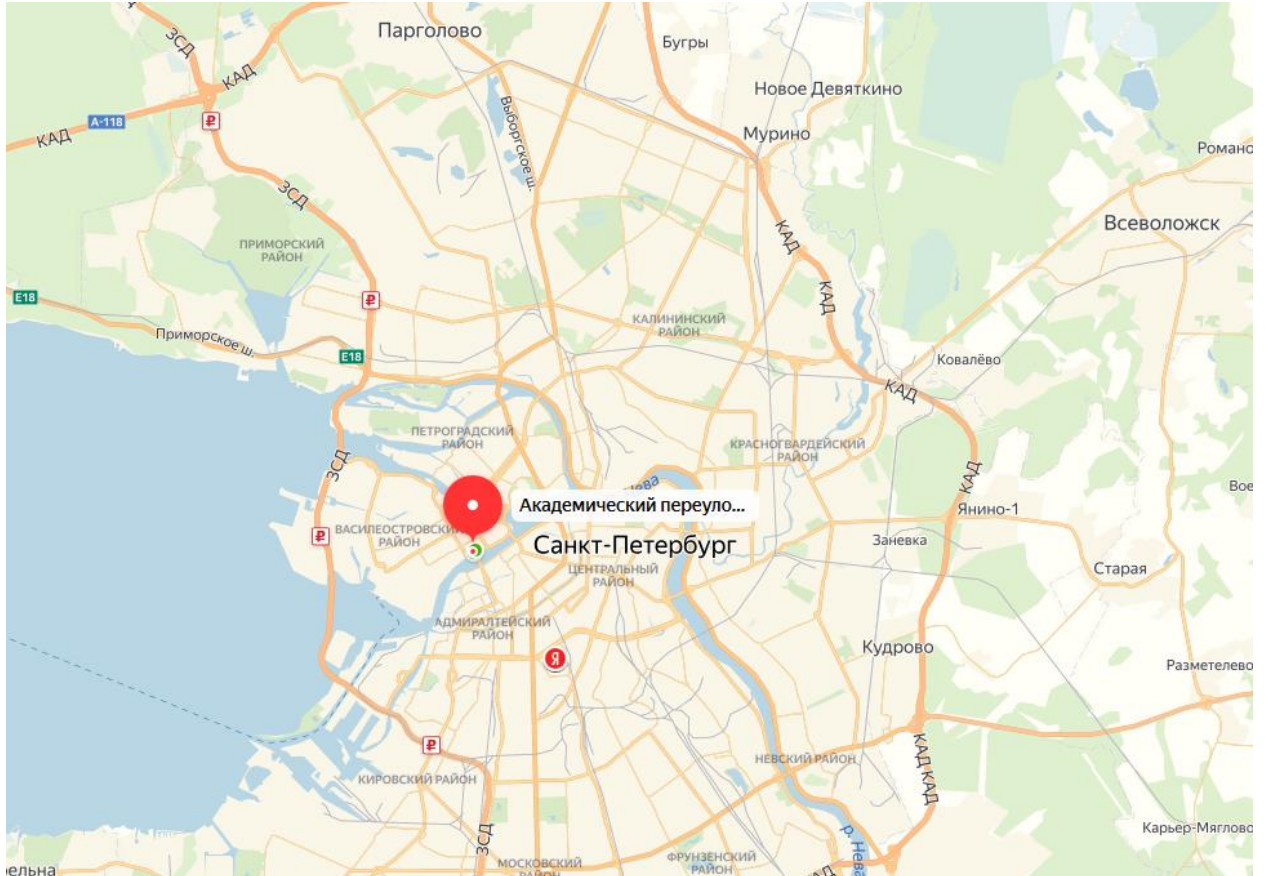 ЗСД
Парголово
Бугры
КАД
Новое Девяткино
А-118
₽
КАД
Выборгское ш.
Мурино
Романо
ЗСД
КАД
Всеволожск
ПРИМОРСКИЙ
РАЙОН
E18
₽
КАД
КАЛИНИНСКИЙ
РАЙОН
Приморское ш.
E18
Ковалёво
КАД
ПЕТРОГРАДСКИЙ
РАЙОН
КРАСНОГВАРДЕЙСКИЙ
РАЙОН
ЗСД
КАД
Вое
Академический переуло...
Янино-1
ВАСИЛЕОСТРОВСКИ
РАЙОН
₽
Санкт-Петербург
Заневка
ЦЕНТРАЛЬНЫЙ
РАЙОН
Старая
АДМИРАЛТЕЙСКИЙ
РАЙОН
Кудрово
Я
Разметелево
₽
НЕВСКИЙ РАЙОН
КИРОВСКИЙ РАЙОН
КАД КАД
ЗСД
р. Нева
Карьер-Мяглово
МОСКОВСКИЙ
РАЙОН
ФРУНЗЕНСКИЙ
РАЙОН
ельна